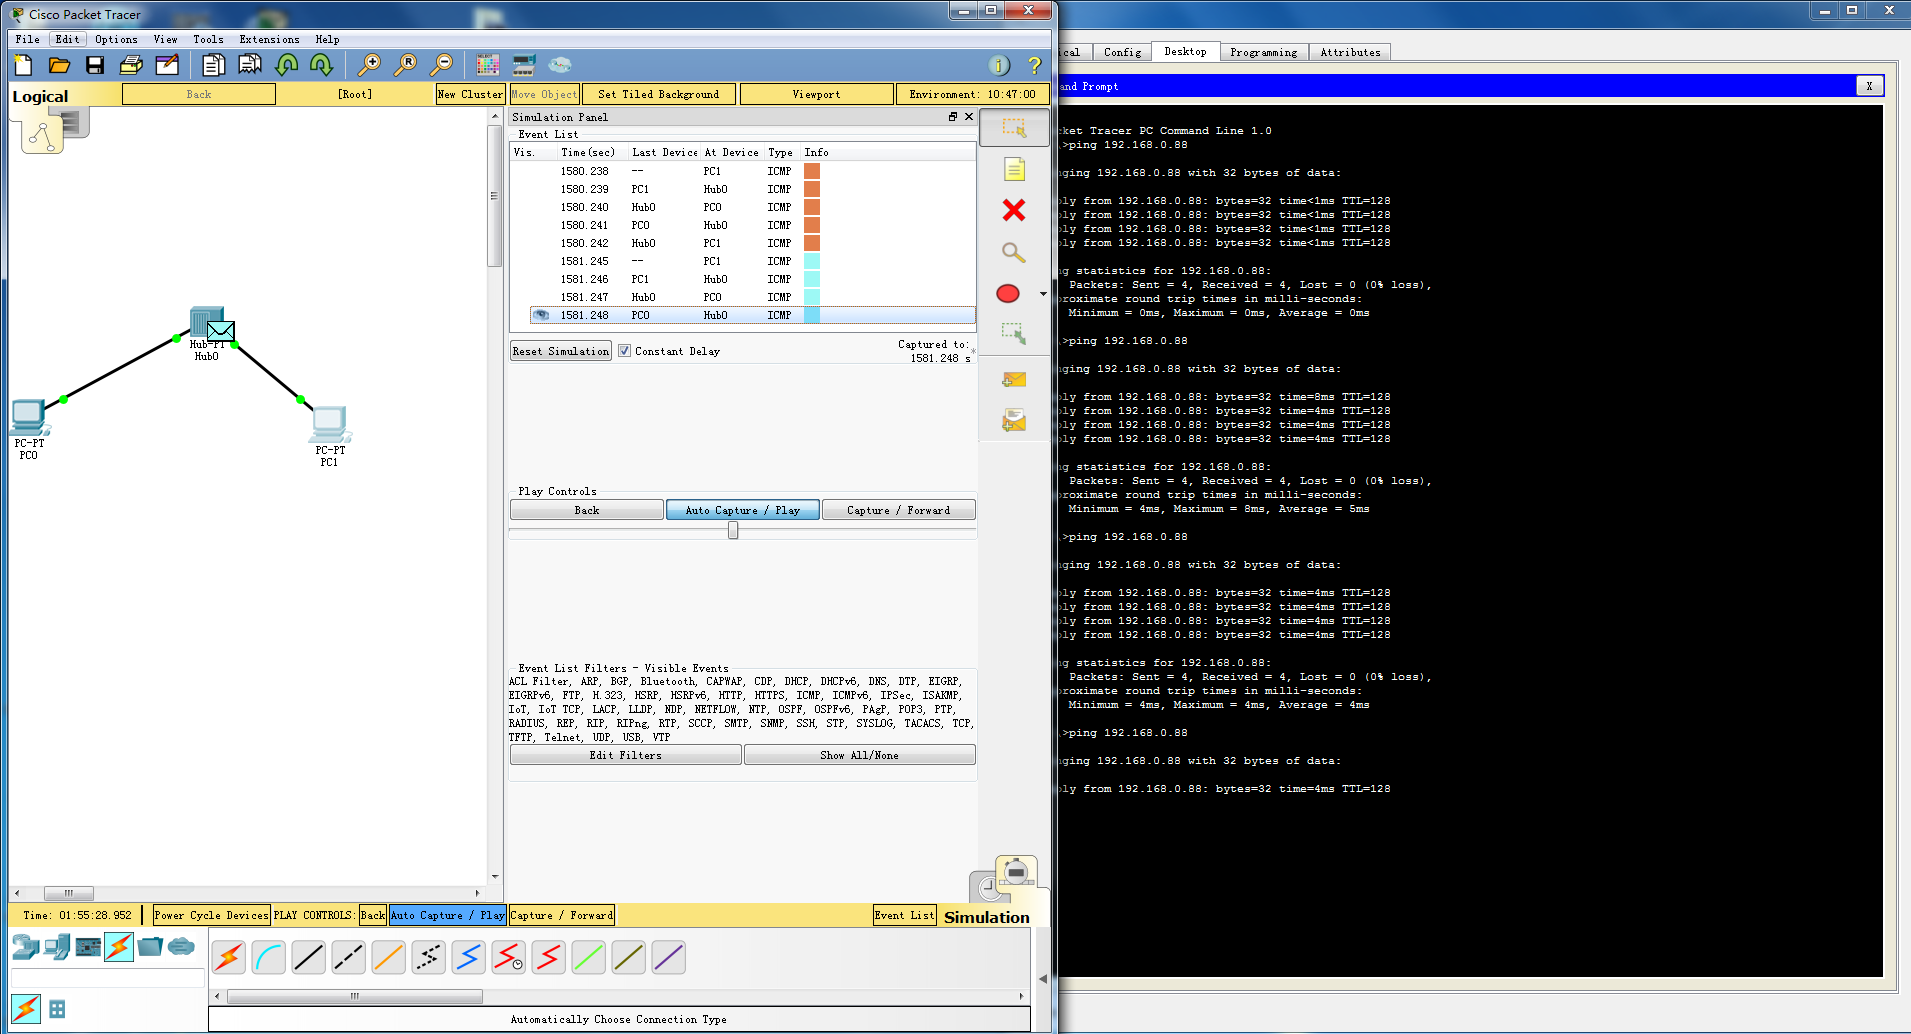 Cisco Packet Tracer
File Edit Options View Tools Extensions Help
Logical
Back [Root] New Cluster Move Object Set Tiled Background Viewport Environment: 10:47:00
Hub-PT
Hub0
PC-PT
PC0
PC-PT
PC1
Simulation Panel
Event List
Vis. Time(sec) Last Device At Device Type Info
1580.238 -- PC1 ICMP
1580.239 PC1 Hub0 ICMP
1580.240 Hub0 PC0 ICMP
1580.241 PC0 Hub0 ICMP
1580.242 Hub0 PC1 ICMP
1581.245 -- PC1 ICMP
1581.246 PC1 Hub0 ICMP
1581.247 Hub0 PC0 ICMP
1581.248 PC0 Hub0 ICMP
Reset Simulation Constant Delay Captured to:
1581.248 s
Play Controls
Back Auto Capture / Play Capture / Forward
Event List Filters - Visible Events
ACL Filter, ARP, BGP, Bluetooth, CAPWAP, CDP, DHCP, DHCPv6, DNS, DTP, EIGRP,
EIGRPv6, FTP, H.323, HSRP, HSRPv6, HTTP, HTTPS, ICMP, ICMPv6, IPSec, ISAKMP,
IoT, IoT TCP, LACP, LLDP, NDP, NETFLOW, NTP, OSPF, OSPFv6, PAgP, POP3, PTP,
RADIUS, REP, RIP, RIPng, RTP, SCCP, SMTP, SNMP, SSH, STP, SYSLOG, TACACS, TCP,
TFTP, Telnet, UDP, USB, VTP
Edit Filters Show All/None
Time: 01:55:28.952 Power Cycle Devices PLAY CONTROLS: Back Auto Capture / Play Capture / Forward Event List Simulation
Automatically Choose Connection Type
ical Config Desktop Programming Attributes
and Prompt X
cket Tracer PC Command Line 1.0
\>ping 192.168.0.88
nging 192.168.0.88 with 32 bytes of data:
ply from 192.168.0.88: bytes=32 time<1ms TTL=128
ply from 192.168.0.88: bytes=32 time<1ms TTL=128
ply from 192.168.0.88: bytes=32 time<1ms TTL=128
ply from 192.168.0.88: bytes=32 time<1ms TTL=128
ng statistics for 192.168.0.88:
Packets: Sent = 4, Received = 4, Lost = 0 (0% loss),
proximate round trip times in milli-seconds:
Minimum = 0ms, Maximum = 0ms, Average = 0ms
\>ping 192.168.0.88
nging 192.168.0.88 with 32 bytes of data:
ply from 192.168.0.88: bytes=32 time=8ms TTL=128
ply from 192.168.0.88: bytes=32 time=4ms TTL=128
ply from 192.168.0.88: bytes=32 time=4ms TTL=128
ply from 192.168.0.88: bytes=32 time=4ms TTL=128
ng statistics for 192.168.0.88:
Packets: Sent = 4, Received = 4, Lost = 0 (0% loss),
proximate round trip times in milli-seconds:
Minimum = 4ms, Maximum = 8ms, Average = 5ms
\>ping 192.168.0.88
nging 192.168.0.88 with 32 bytes of data:
ply from 192.168.0.88: bytes=32 time=4ms TTL=128
ply from 192.168.0.88: bytes=32 time=4ms TTL=128
ply from 192.168.0.88: bytes=32 time=4ms TTL=128
ply from 192.168.0.88: bytes=32 time=4ms TTL=128
ng statistics for 192.168.0.88:
Packets: Sent = 4, Received = 4, Lost = 0 (0% loss),
proximate round trip times in milli-seconds:
Minimum = 4ms, Maximum = 4ms, Average = 4ms
\>ping 192.168.0.88
nging 192.168.0.88 with 32 bytes of data:
ply from 192.168.0.88: bytes=32 time=4ms TTL=128